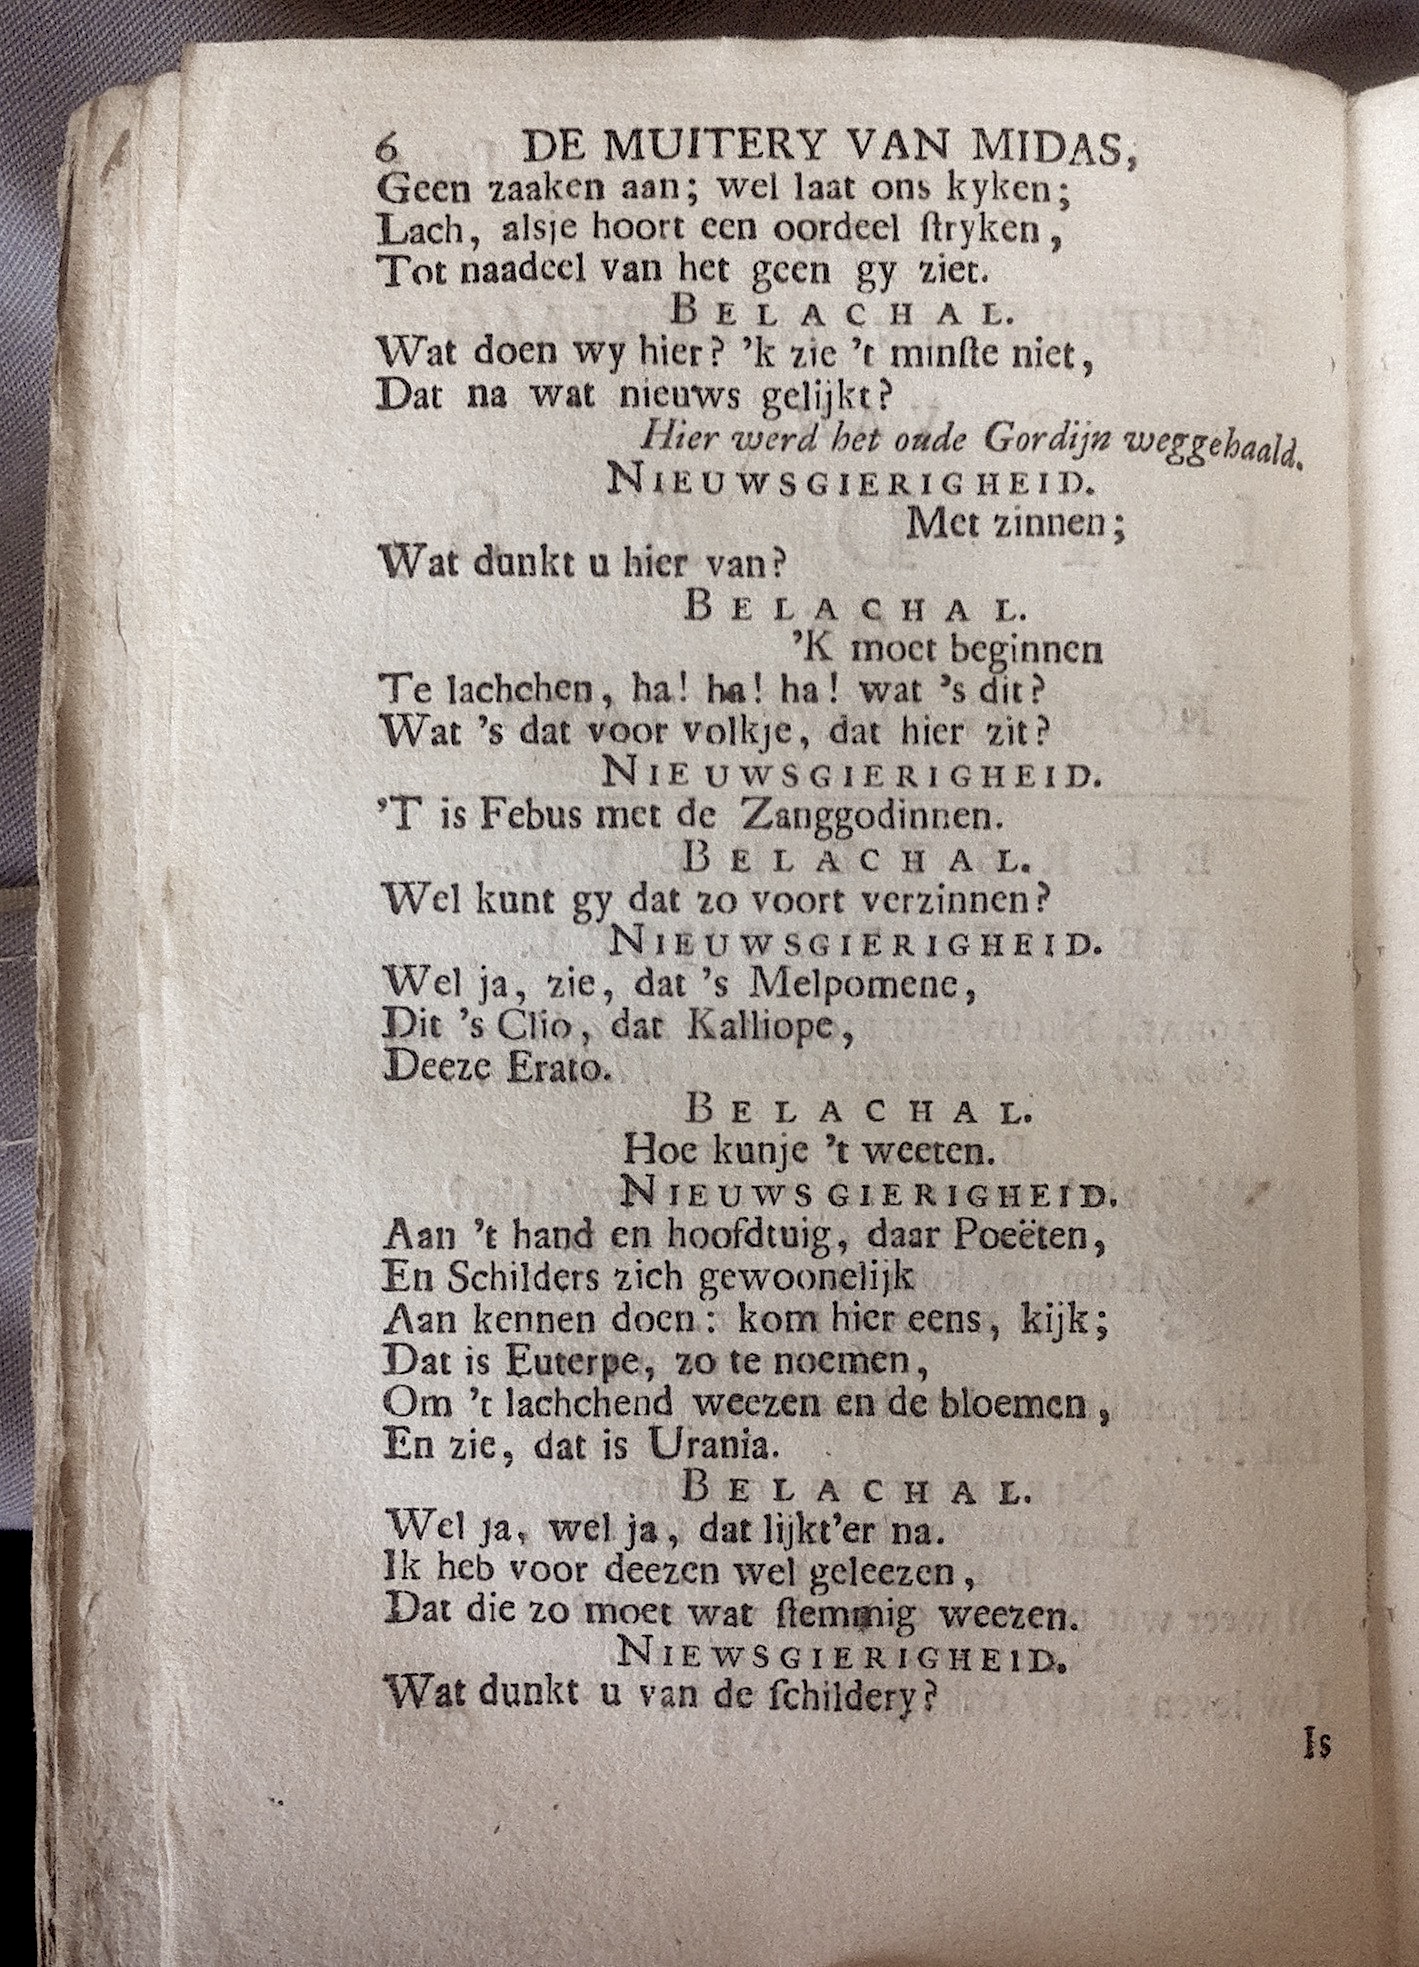 6 DE MUITERY VAN MIDAS,
Geen zaaken aan; wel laat ons kyken;
Lach, alsje hoort een oordeel ſtryken,
Tot naadeel van het geen gy ziet.
BELACHAL.
Wat doen wy hier? 'k zie 't minſte niet,
Dat na wat nieuws gelijkt?
Hier werd het oude Gordijn weggehaald.
NIEUWSGIERIGHEID.
Met zinnen;
Wat dunkt u hier van?
BELACHAL.
'K moet beginnen
Te lachchen, ha! ha! ha! wat 's dit?
Wat 's dat voor volkje, dat hier zit?
NIEUWSGIERIGHEID.
'T is Febus met de Zanggodinnen.
BELACHAL.
Wel kunt gy dat zo voort verzinnen?
NIEUWSGIERIGHEID.
Wel ja, zie, dat 's Melpomene,
Dit 's Clio, dat Kalliope,
Deeze Erato.
BELACHAL.
Hoe kunje 't weeten.
NIEUWSGIERIGHEID.
Aan 't hand en hoofdtuig, daar Poeëten,
En Schilders zich gewoonelijk
Aan kennen doen: kom hier eens, kijk;
Dat is Euterpe, zo te noemen,
Om 't lachchend weezen en de bloemen,
En zie, dat is Urania.
BELACHAL.
Wel ja, wel ja, dat lijkt'er na.
Ik heb voor deezen wel geleezen,
Dat die zo moet wat ſtemmig weezen.
NIEWSGIERIGHEID.
Wat dunkt u van de ſchildery?
Is